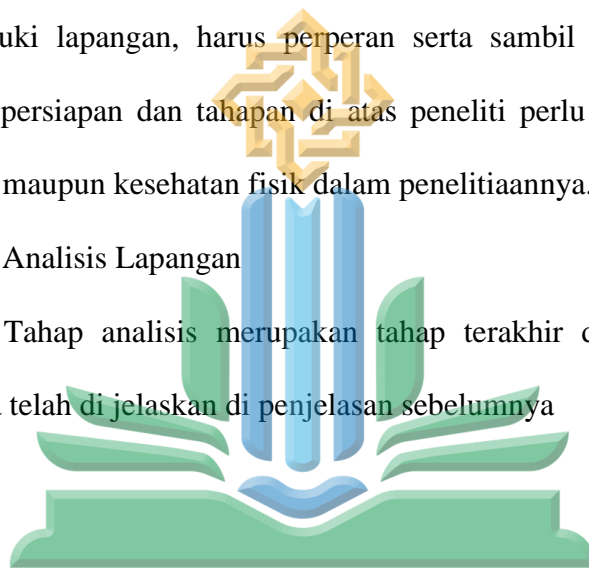 uki lapangan, harus perperan serta sambil
persiapan dan tahapan di atas peneliti perlu
maupun kesehatan fisik dalam penelitiaannya.
Analisis Lapangan
Tahap analisis merupakan tahap terakhir
telah di jelaskan di penjelasan sebelumnya